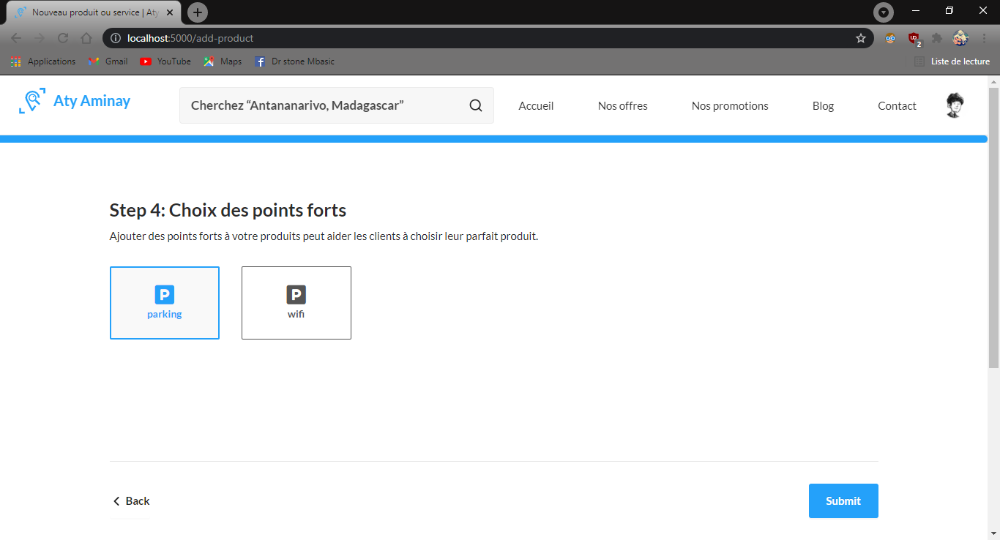 Nouveau produit ou service | Aty
localhost:5000/add-product
2
Applications Gmail YouTube Maps Dr stone Mbasic Liste de lecture
Aty Aminay
Cherchez “Antananarivo, Madagascar”
Accueil Nos offres Nos promotions Blog Contact
Step 4: Choix des points forts
Ajouter des points forts à votre produits peut aider les clients à choisir leur parfait produit.
P P
parking wifi
Back Submit